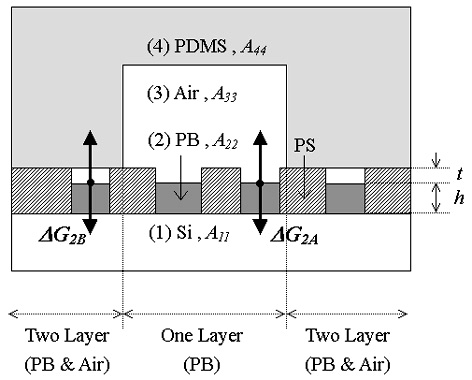 (4) PDMS , A44
(3) Air , A33
(2) PB , A22
PS
t
h
ΔG2B
(1) Si , A11
ΔG2A
Two Layer
(PB & Air)
One Layer
(PB)
Two Layer
(PB & Air)